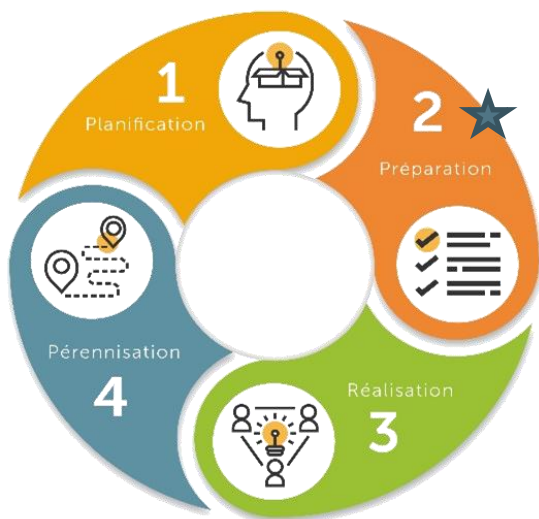 1
Planification
2
Préparation
Réalisation
3
Pérennisation
4